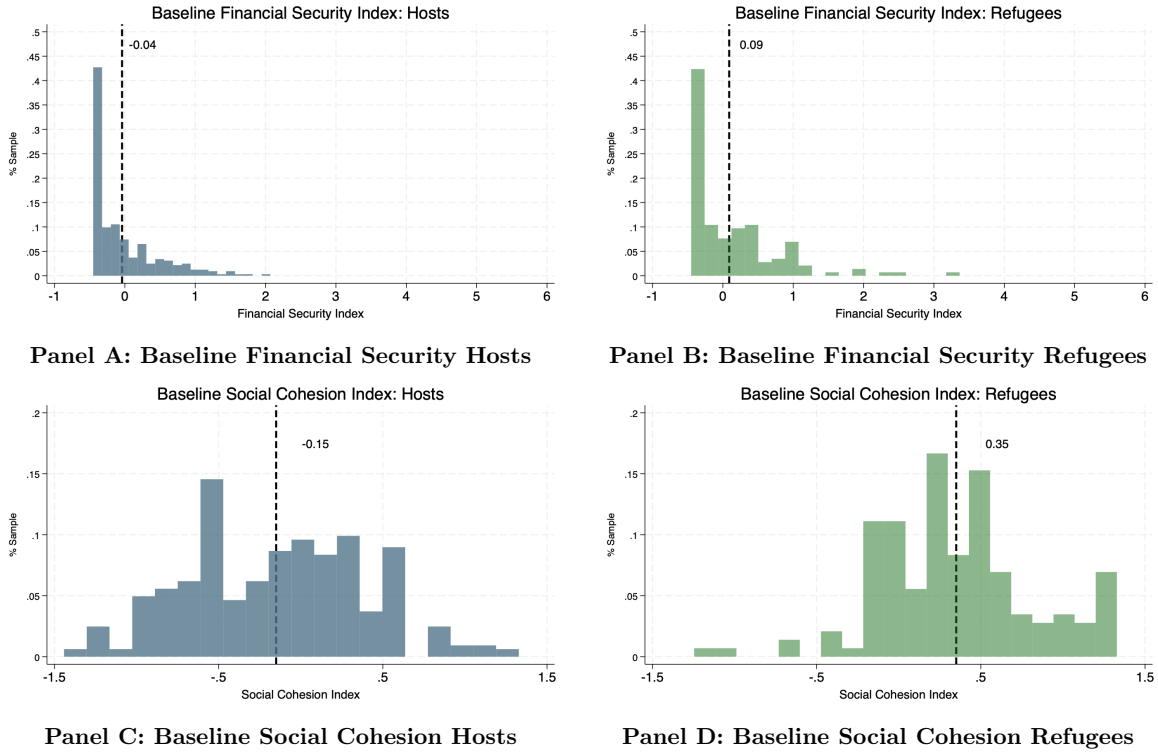 Baseline Financial Security Index: Hosts
.5
.45
.4
.35
.3
.25
.2
.15
.1
.05
0
% Sample
-0.04
-1 0 1 2 3 4 5 6
Financial Security Index
Panel A: Baseline Financial Security Hosts
Baseline Financial Security Index: Refugees
.5
.45
.4
.35
.3
.25
.2
.15
.1
.05
0
% Sample
0.09
-1 0 1 2 3 4 5 6
Financial Security Index
Panel B: Baseline Financial Security Refugees
Baseline Social Cohesion Index: Hosts
.2
.15
.1
.05
0
% Sample
-0.15
-1.5 -.5 .5 1.5
Social Cohesion Index
Panel C: Baseline Social Cohesion Hosts
Baseline Social Cohesion Index: Refugees
.2
.15
.1
.05
0
% Sample
0.35
-1.5 -.5 .5 1.5
Social Cohesion Index
Panel D: Baseline Social Cohesion Refugees